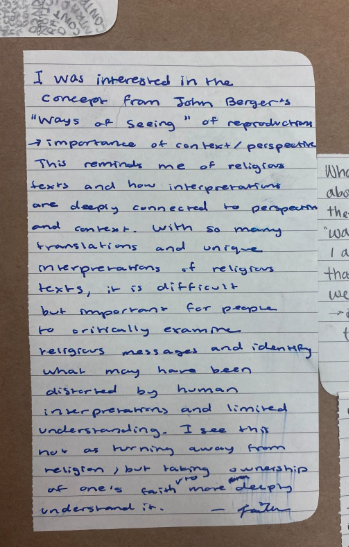 I was interested in the
concept from John Berger's
"Ways of Seeing" of reproductions
→ importance of context/perspective
This reminds me of religious
texts and how interpretations
are deeply connected to perspective
and context. With so many
translations and unique
interpretations of religious
texts, it is difficult
but important for people
to critically examine
religious messages and identify
what may have been
distorted by human
interpretations and limited
understanding. I see this
not as turning away from
religion, but taking ownership
of one's faith to more deeply
understand it. —
abo
the
"wa
I a
tha
we